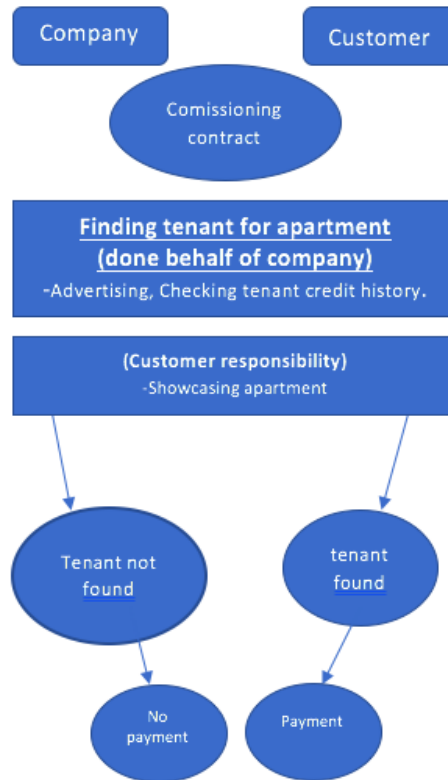 Company
Customer
Comissioning
contract
Finding tenant for apartment
(done behalf of company)
-Advertising, Checking tenant credit history.
(Customer responsibility)
-Showcasing apartment
Tenant not
found
tenant
found
No
payment
Payment